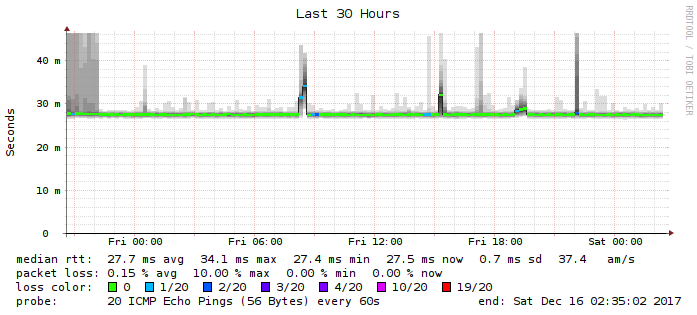 Last 30 Hours
RRDTOOL / TOBI OETIKER
Seconds
40 m
30 m
20 m
10 m
0
Fri 00:00 Fri 06:00 Fri 12:00 Fri 18:00 Sat 00:00
median rtt: 27.7 ms avg 34.1 ms max 27.4 ms min 27.5 ms now 0.7 ms sd 37.4 am/s
packet loss: 0.15 % avg 10.00 % max 0.00 % min 0.00 % now
loss color: 0 1/20 2/20 3/20 4/20 10/20 19/20
probe: 20 ICMP Echo Pings (56 Bytes) every 60s end: Sat Dec 16 02:35:02 2017